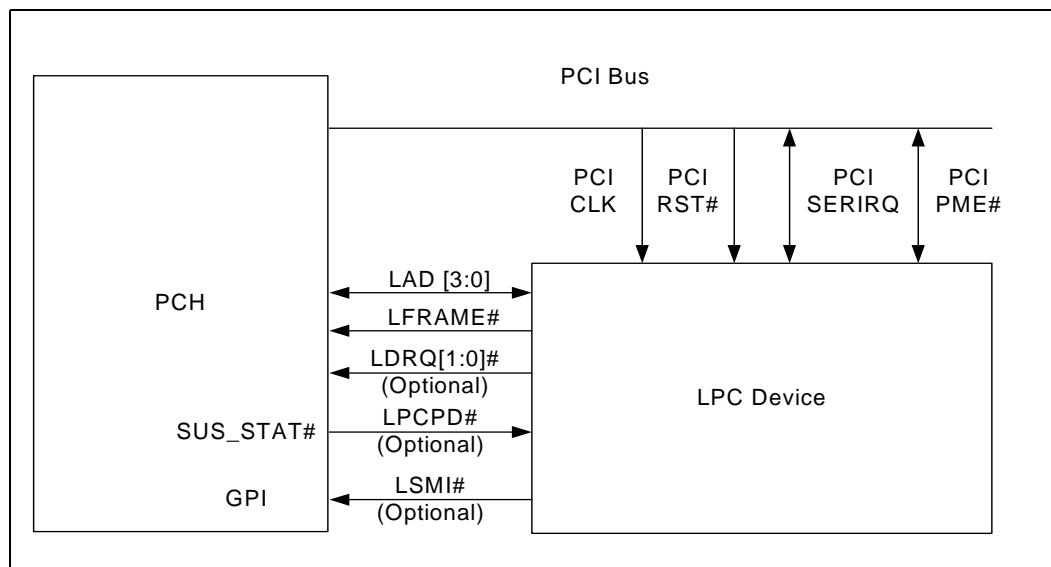 PCI Bus
PCI
CLK
PCI
RST#
PCI
SERIRQ
PCI
PME#
PCH
LAD [3:0]
LFRAME#
LDRQ[1:0]#
(Optional)
LPC Device
SUS_STAT#
LPCPD#
(Optional)
GPI
LSMI#
(Optional)